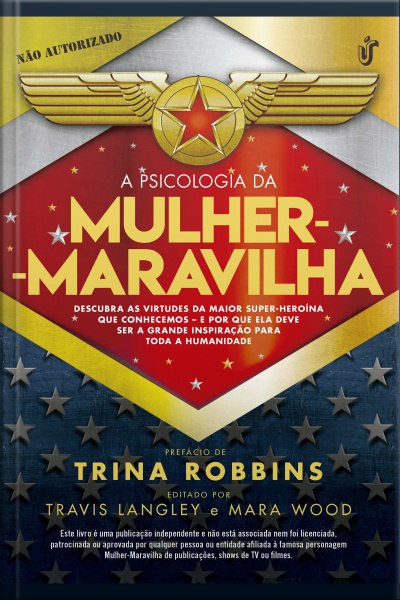 NÃO AUTORIZADO
A PSICOLOGIA DA
MULHER-
-MARAVILHA
DESCUBRA AS VIRTUDES DA MAIOR SUPER-HEROÍNA
QUE CONHECEMOS – E POR QUE ELA DEVE
SER A GRANDE INSPIRAÇÃO PARA
TODA A HUMANIDADE
PREFÁCIO DE
TRINA ROBBINS
EDITADO POR
TRAVIS LANGLEY e MARA WOOD
Este livro é uma publicação independente e não está associada nem foi licenciada,
patrocinada ou aprovada por qualquer pessoa ou entidade afiliada à famosa personagem
Mulher-Maravilha de publicações, shows de TV ou filmes.